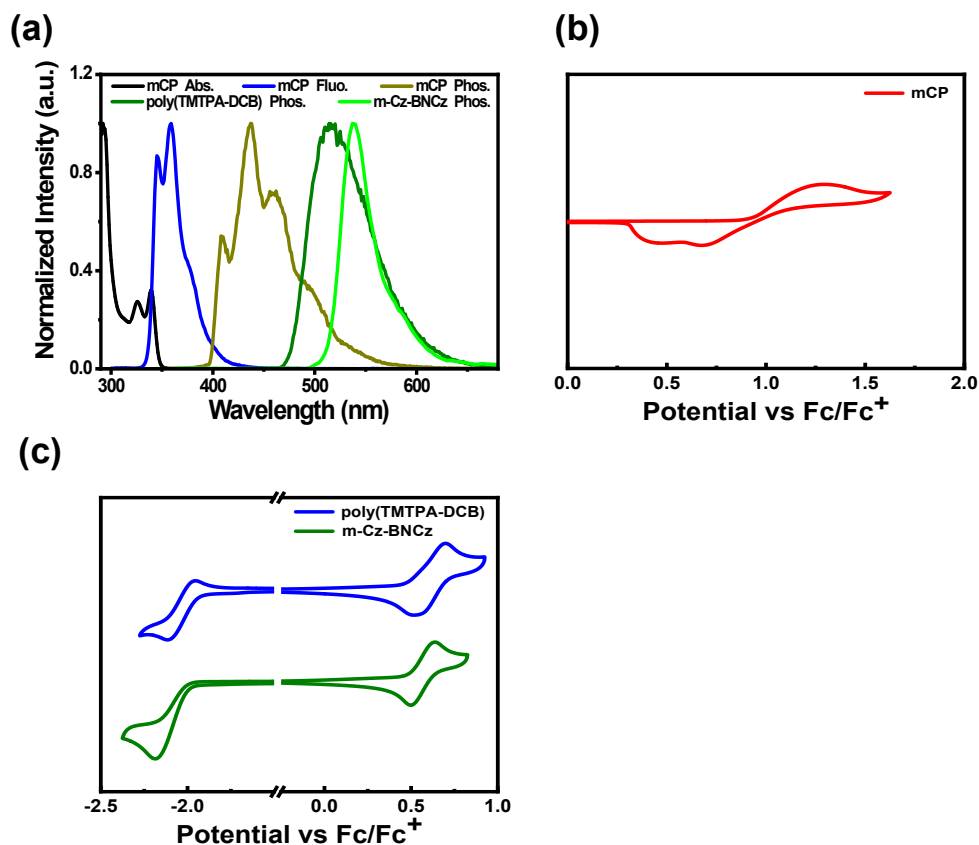 (a)
mCP Abs. mCP Fluo. mCP Phos.
poly(TMTPA-DCB) Phos. m-Cz-BNCz Phos.
Normalized Intensity (a.u.)
1.2
0.8
0.4
0.0
300 400 500 600
Wavelength (nm)
(b)
mCP
0.0 0.5 1.0 1.5 2.0
Potential vs Fc/Fc+
(c)
poly(TMTPA-DCB)
m-Cz-BNCz
-2.5 -2.0 0.0 0.5 1.0
Potential vs Fc/Fc+